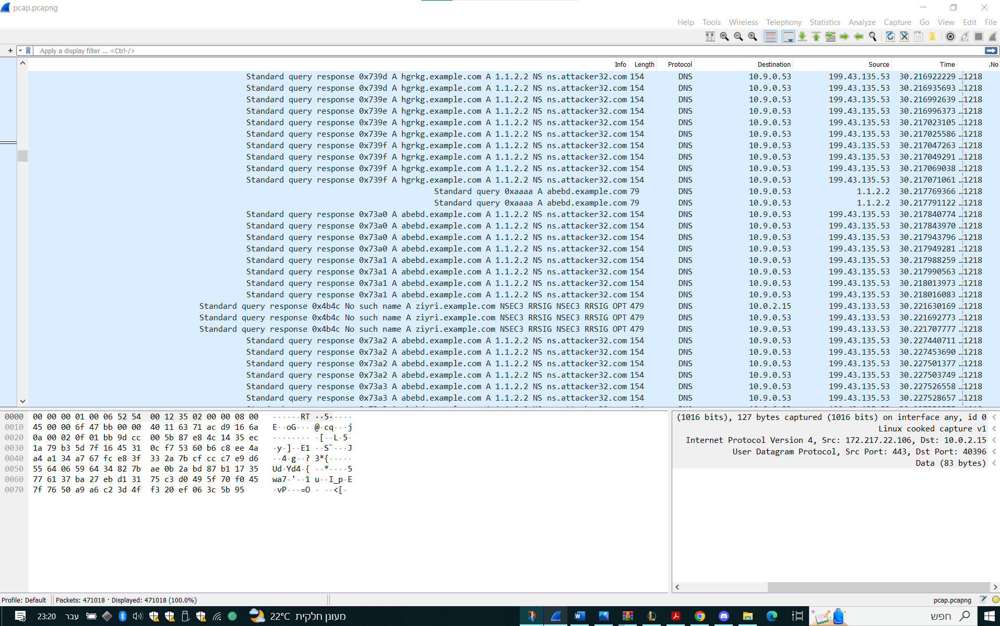 pcap.pcapng
Help Tools Wireless Telephony Statistics Analyze Capture Go View Edit File
+ Apply a display filter ... <Ctrl-/>
Info Length Protocol Destination Source Time .No
Standard query response 0x739d A hgrkg.example.com A 1.1.2.2 NS ns.attacker32.com 154 DNS 10.9.0.53 199.43.135.53 30.216922229 …1218
Standard query response 0x739d A hgrkg.example.com A 1.1.2.2 NS ns.attacker32.com 154 DNS 10.9.0.53 199.43.135.53 30.216935693 …1218
Standard query response 0x739e A hgrkg.example.com A 1.1.2.2 NS ns.attacker32.com 154 DNS 10.9.0.53 199.43.135.53 30.216992639 …1218
Standard query response 0x739e A hgrkg.example.com A 1.1.2.2 NS ns.attacker32.com 154 DNS 10.9.0.53 199.43.135.53 30.216996373 …1218
Standard query response 0x739e A hgrkg.example.com A 1.1.2.2 NS ns.attacker32.com 154 DNS 10.9.0.53 199.43.135.53 30.217023105 …1218
Standard query response 0x739e A hgrkg.example.com A 1.1.2.2 NS ns.attacker32.com 154 DNS 10.9.0.53 199.43.135.53 30.217025586 …1218
Standard query response 0x739f A hgrkg.example.com A 1.1.2.2 NS ns.attacker32.com 154 DNS 10.9.0.53 199.43.135.53 30.217047263 …1218
Standard query response 0x739f A hgrkg.example.com A 1.1.2.2 NS ns.attacker32.com 154 DNS 10.9.0.53 199.43.135.53 30.217049291 …1218
Standard query response 0x739f A hgrkg.example.com A 1.1.2.2 NS ns.attacker32.com 154 DNS 10.9.0.53 199.43.135.53 30.217069038 …1218
Standard query response 0x739f A hgrkg.example.com A 1.1.2.2 NS ns.attacker32.com 154 DNS 10.9.0.53 199.43.135.53 30.217071061 …1218
Standard query 0xaaaa A abebd.example.com 79 DNS 10.9.0.53 1.1.2.2 30.217769366 …1218
Standard query 0xaaaa A abebd.example.com 79 DNS 10.9.0.53 1.1.2.2 30.217791122 …1218
Standard query response 0x73a0 A abebd.example.com A 1.1.2.2 NS ns.attacker32.com 154 DNS 10.9.0.53 199.43.135.53 30.217840774 …1218
Standard query response 0x73a0 A abebd.example.com A 1.1.2.2 NS ns.attacker32.com 154 DNS 10.9.0.53 199.43.135.53 30.217843970 …1218
Standard query response 0x73a0 A abebd.example.com A 1.1.2.2 NS ns.attacker32.com 154 DNS 10.9.0.53 199.43.135.53 30.217943796 …1218
Standard query response 0x73a0 A abebd.example.com A 1.1.2.2 NS ns.attacker32.com 154 DNS 10.9.0.53 199.43.135.53 30.217949281 …1218
Standard query response 0x73a1 A abebd.example.com A 1.1.2.2 NS ns.attacker32.com 154 DNS 10.9.0.53 199.43.135.53 30.217988259 …1218
Standard query response 0x73a1 A abebd.example.com A 1.1.2.2 NS ns.attacker32.com 154 DNS 10.9.0.53 199.43.135.53 30.217990563 …1218
Standard query response 0x73a1 A abebd.example.com A 1.1.2.2 NS ns.attacker32.com 154 DNS 10.9.0.53 199.43.135.53 30.218013973 …1218
Standard query response 0x73a1 A abebd.example.com A 1.1.2.2 NS ns.attacker32.com 154 DNS 10.9.0.53 199.43.135.53 30.218016083 …1218
Standard query response 0x4b4c No such name A ziyri.example.com NSEC3 RRSIG NSEC3 RRSIG OPT 479 DNS 10.0.2.15 199.43.133.53 30.221630169 …1218
Standard query response 0x4b4c No such name A ziyri.example.com NSEC3 RRSIG NSEC3 RRSIG OPT 479 DNS 10.9.0.53 199.43.133.53 30.221692773 …1218
Standard query response 0x4b4c No such name A ziyri.example.com NSEC3 RRSIG NSEC3 RRSIG OPT 479 DNS 10.9.0.53 199.43.133.53 30.221707777 …1218
Standard query response 0x73a2 A abebd.example.com A 1.1.2.2 NS ns.attacker32.com 154 DNS 10.9.0.53 199.43.135.53 30.227440711 …1218
Standard query response 0x73a2 A abebd.example.com A 1.1.2.2 NS ns.attacker32.com 154 DNS 10.9.0.53 199.43.135.53 30.227453690 …1218
Standard query response 0x73a2 A abebd.example.com A 1.1.2.2 NS ns.attacker32.com 154 DNS 10.9.0.53 199.43.135.53 30.227501377 …1218
Standard query response 0x73a2 A abebd.example.com A 1.1.2.2 NS ns.attacker32.com 154 DNS 10.9.0.53 199.43.135.53 30.227503749 …1218
Standard query response 0x73a3 A abebd.example.com A 1.1.2.2 NS ns.attacker32.com 154 DNS 10.9.0.53 199.43.135.53 30.227526558 …1218
Standard query response 0x73a3 A abebd.example.com A 1.1.2.2 NS ns.attacker32.com 154 DNS 10.9.0.53 199.43.135.53 30.227528657 …1218
0000 00 00 00 01 00 06 52 54 00 12 35 02 00 00 08 00 ······RT ··5·····
0010 45 00 00 6f 47 bb 00 00 40 11 63 71 ac d9 16 6a E··oG··· @·cq···j
0020 0a 00 02 0f 01 bb 9d cc 00 5b 87 e8 4c 14 35 ec ········ ·[··L·5·
0030 1a 79 b3 5d 7f 16 45 31 0c f7 53 60 b6 c8 ee 4a ·y·]··E1 ··S`···J
0040 a4 a1 34 a7 67 fc e8 3f 33 2a 7b cf cc c7 e9 d6 ··4·g··? 3*{·····
0050 55 64 06 59 64 34 82 7b ae 0b 2a bd 87 b1 17 35 Ud·Yd4·{ ··*····5
0060 77 61 37 ba 27 eb d1 31 75 c3 d0 49 5f 70 f0 45 wa7·'··1 u··I_p·E
0070 7f 76 50 a9 a6 c2 3d 4f f3 20 ef 06 3c 5b 95 ·vP···=O · ··<[·
(1016 bits), 127 bytes captured (1016 bits) on interface any, id 0
Linux cooked capture v1
Internet Protocol Version 4, Src: 172.217.22.106, Dst: 10.0.2.15
User Datagram Protocol, Src Port: 443, Dst Port: 40396
Data (83 bytes)
Profile: Default Packets: 471018 · Displayed: 471018 (100.0%) pcap.pcapng
23:20 עבר 22°C מעונן חלקית חפש